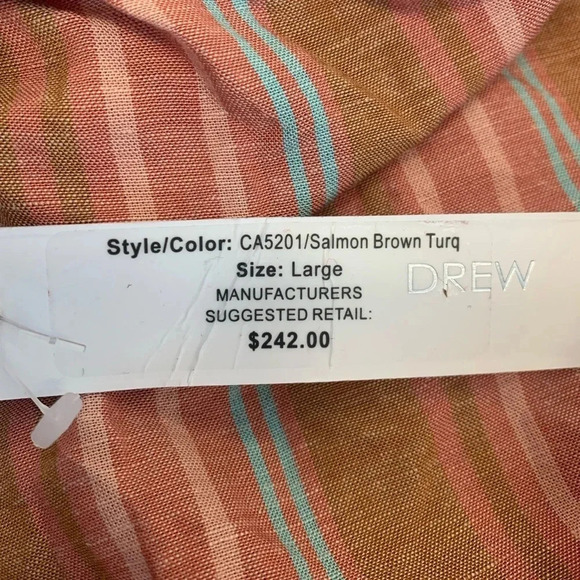 Style/Color: CA5201/Salmon Brown Turq
Size: Large
DREW
MANUFACTURERS
SUGGESTED RETAIL:
$242.00